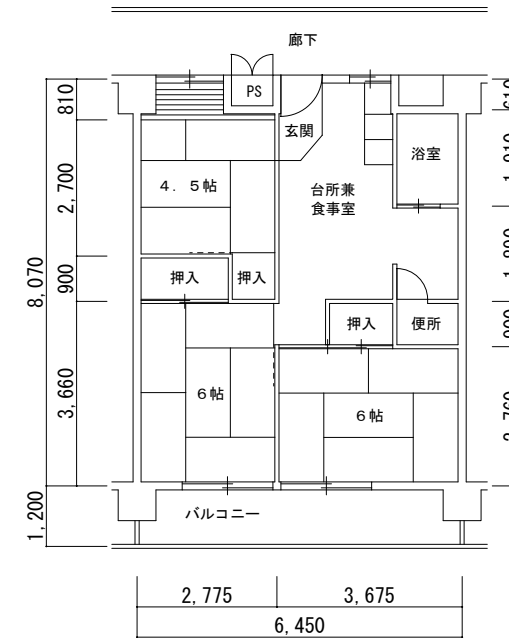 廊下
PS
玄関
浴室
4．5帖
台所兼
食事室
押入
押入
押入
便所
6帖
6帖
バルコニー
810
2,700
900
3,660
8,070
1,200
2,775
3,675
6,450